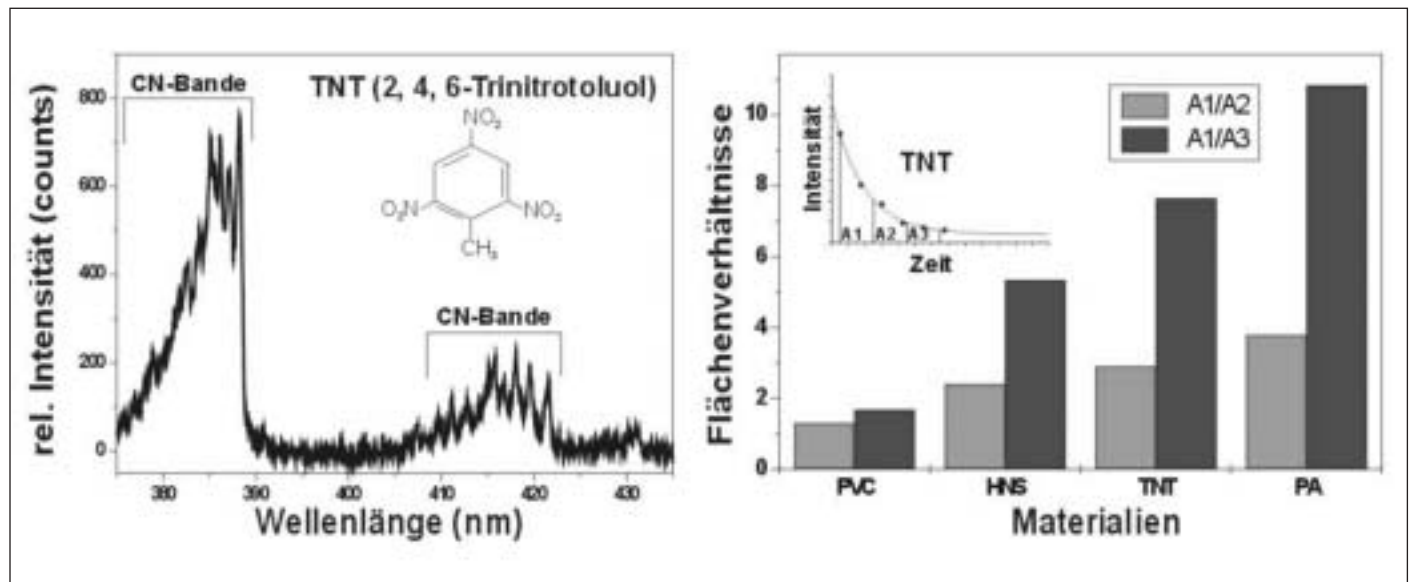 CN-Bande
TNT (2, 4, 6-Trinitrotoluol)
NO₂
O₂N
NO₂
CH₃
CN-Bande
rel. Intensität (counts)
800
600
400
200
0
380
390
400
410
420
430
Wellenlänge (nm)
Flächenverhältnisse
10
8
6
4
2
0
Intensität
TNT
A1
A2
A3
Zeit
A1/A2
A1/A3
PVC
HNS
TNT
PA
Materialien